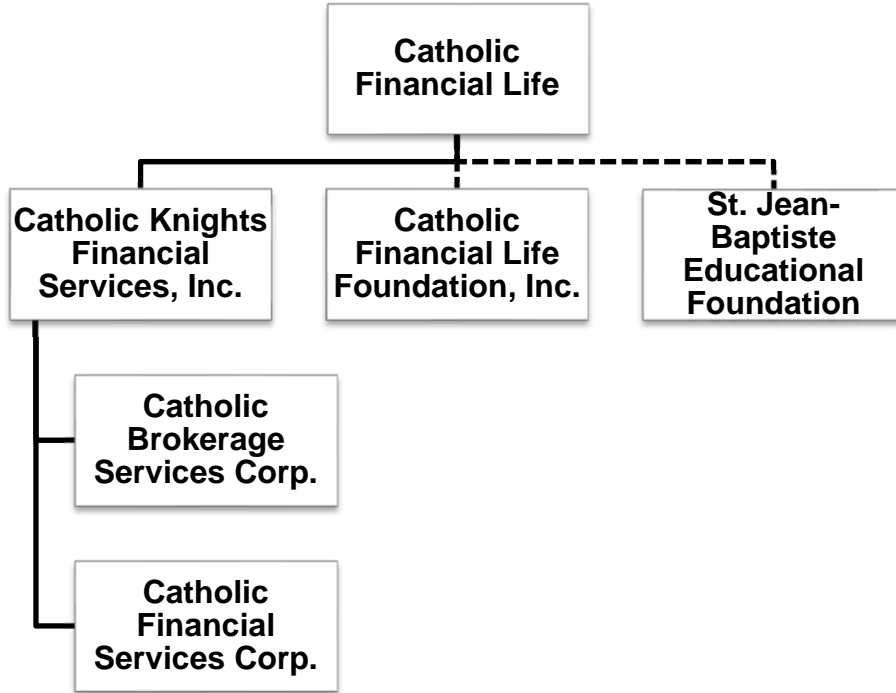 Catholic
Financial Life
Catholic Knights
Financial
Services, Inc.
Catholic
Financial Life
Foundation, Inc.
St. Jean-
Baptiste
Educational
Foundation
Catholic
Brokerage
Services Corp.
Catholic
Financial
Services Corp.